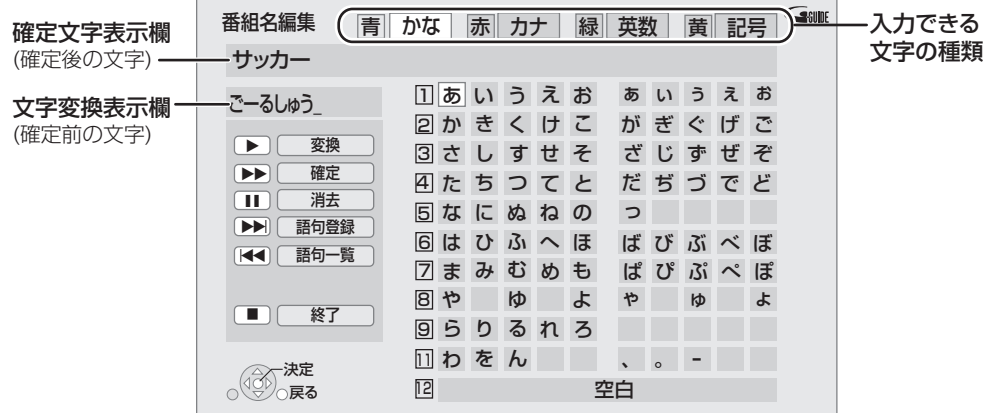 番組名編集
青 かな 赤 カナ 緑 英数 黄 記号
GUIDE
入力できる
文字の種類
確定文字表示欄
(確定後の文字)
サッカー
文字変換表示欄
(確定前の文字)
ごーるしゅう_
変換
確定
消去
語句登録
語句一覧
終了
決定
戻る
1 あ い う え お ぁ ぃ ぅ ぇ ぉ
2 か き く け こ が ぎ ぐ げ ご
3 さ し す せ そ ざ じ ず ぜ ぞ
4 た ち つ て と だ ぢ づ で ど
5 な に ぬ ね の っ
6 は ひ ふ へ ほ ば び ぶ べ ぼ
7 ま み む め も ぱ ぴ ぷ ぺ ぽ
8 や ゆ よ ゃ ゅ ょ
9 ら り る れ ろ
11 わ を ん 、 。 -
12 空白